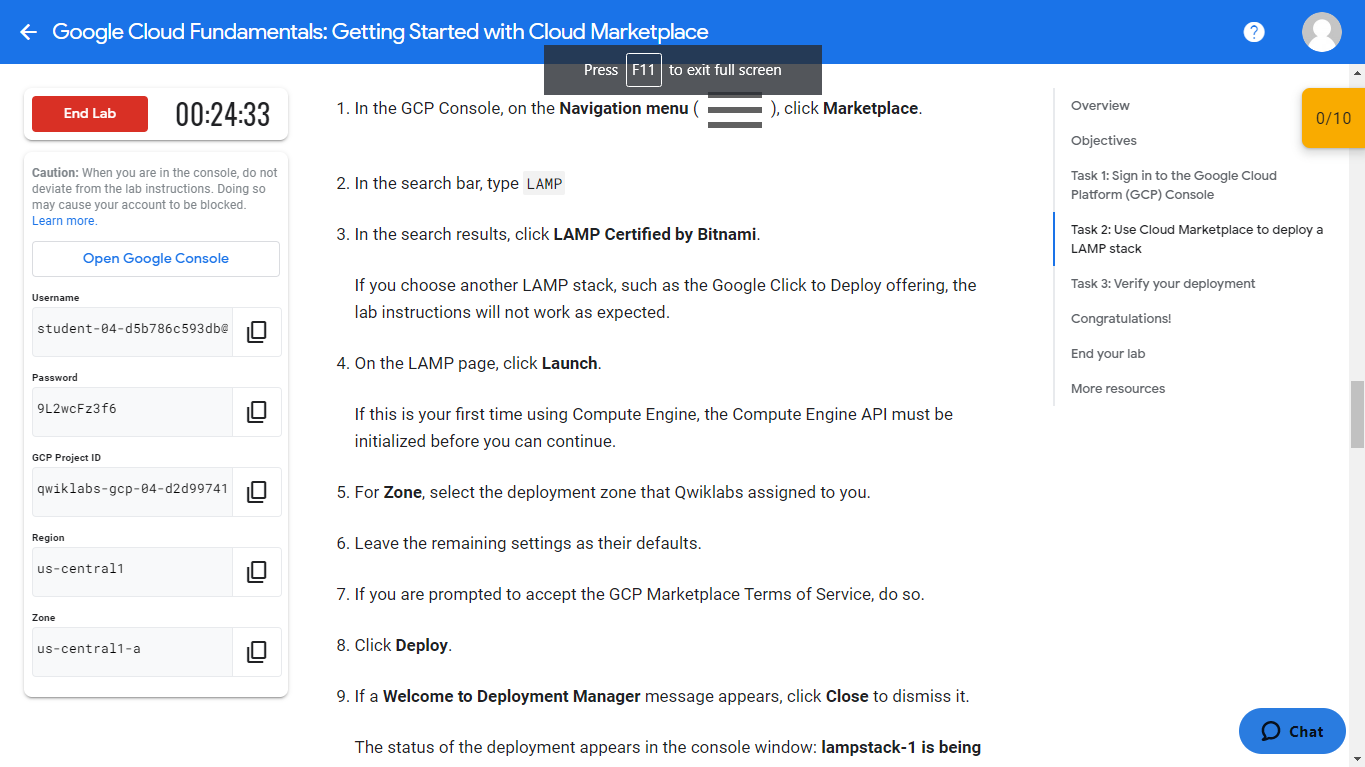 Google Cloud Fundamentals: Getting Started with Cloud Marketplace
Press F11 to exit full screen
End Lab
00:24:33
Caution: When you are in the console, do not
deviate from the lab instructions. Doing so
may cause your account to be blocked.
Learn more.
Open Google Console
Username
student-04-d5b786c593db@
Password
9L2wcFz3f6
GCP Project ID
qwiklabs-gcp-04-d2d99741
Region
us-central1
Zone
us-central1-a
1. In the GCP Console, on the Navigation menu ( ), click Marketplace.
2. In the search bar, type LAMP
3. In the search results, click LAMP Certified by Bitnami.
If you choose another LAMP stack, such as the Google Click to Deploy offering, the
lab instructions will not work as expected.
4. On the LAMP page, click Launch.
If this is your first time using Compute Engine, the Compute Engine API must be
initialized before you can continue.
5. For Zone, select the deployment zone that Qwiklabs assigned to you.
6. Leave the remaining settings as their defaults.
7. If you are prompted to accept the GCP Marketplace Terms of Service, do so.
8. Click Deploy.
9. If a Welcome to Deployment Manager message appears, click Close to dismiss it.
The status of the deployment appears in the console window: lampstack-1 is being
Overview
Objectives
Task 1: Sign in to the Google Cloud
Platform (GCP) Console
Task 2: Use Cloud Marketplace to deploy a
LAMP stack
Task 3: Verify your deployment
Congratulations!
End your lab
More resources
0/10
Chat